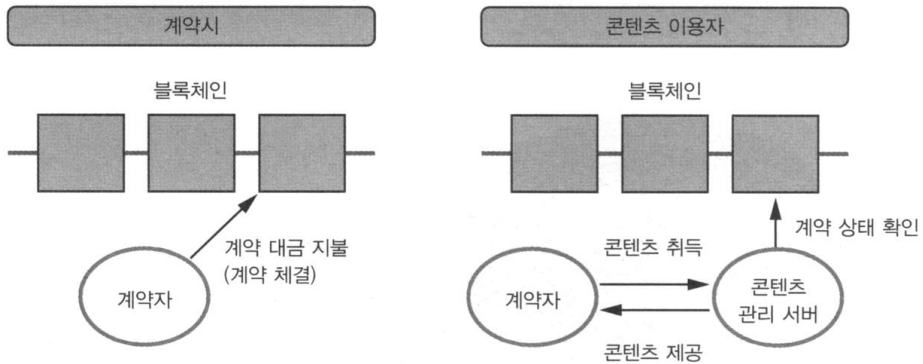 계약시
블록체인
계약 대금 지불
(계약 체결)
계약자
콘텐츠 이용자
블록체인
계약 상태 확인
콘텐츠 취득
계약자
콘텐츠
관리 서버
콘텐츠 제공